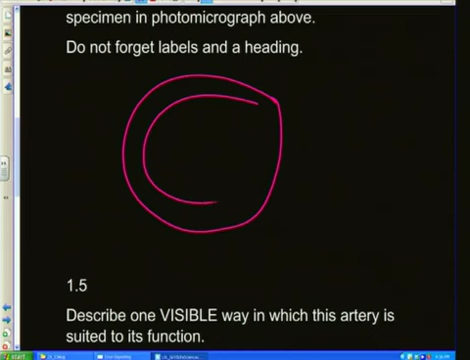 specimen in photomicrograph above.
Do not forget labels and a heading.
1.5
Describe one VISIBLE way in which this artery is
suited to its function.